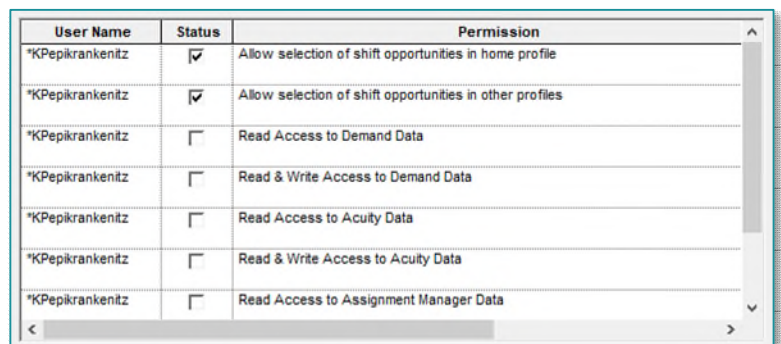 User Name Status Permission
*KPepikrankenitz Allow selection of shift opportunities in home profile
*KPepikrankenitz Allow selection of shift opportunities in other profiles
*KPepikrankenitz Read Access to Demand Data
*KPepikrankenitz Read & Write Access to Demand Data
*KPepikrankenitz Read Access to Acuity Data
*KPepikrankenitz Read & Write Access to Acuity Data
*KPepikrankenitz Read Access to Assignment Manager Data